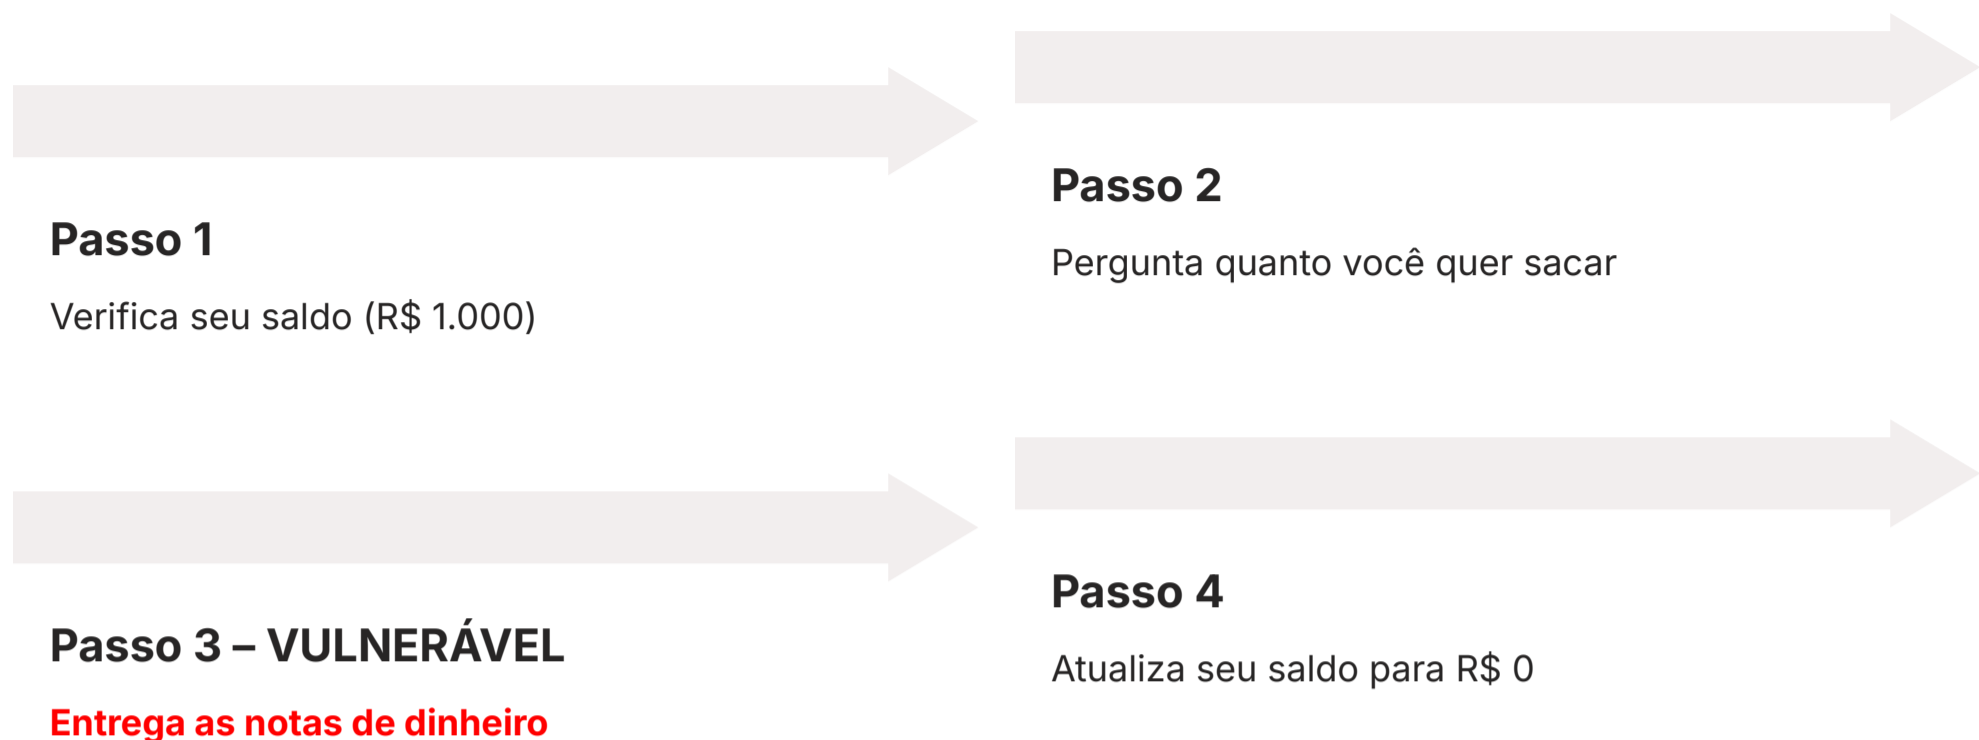 Passo 1
Verifica seu saldo (R$ 1.000)
Passo 2
Pergunta quanto você quer sacar
Passo 3 – VULNERÁVEL
Entrega as notas de dinheiro
Passo 4
Atualiza seu saldo para R$ 0